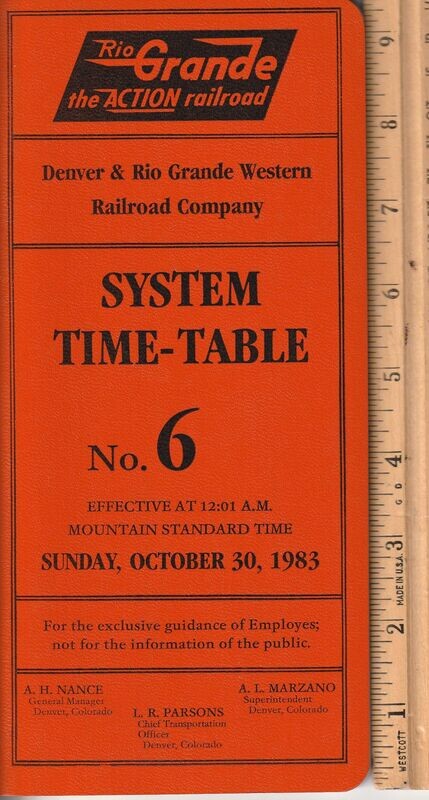 Rio Grande
the ACTION railroad
Denver & Rio Grande Western
Railroad Company
SYSTEM
TIME-TABLE
No. 6
EFFECTIVE AT 12:01 A.M.
MOUNTAIN STANDARD TIME
SUNDAY, OCTOBER 30, 1983
For the exclusive guidance of Employes;
not for the information of the public.
A. H. NANCE
General Manager
Denver, Colorado
L. R. PARSONS
Chief Transportation
Officer
Denver, Colorado
A. L. MARZANO
Superintendent
Denver, Colorado
9
8
7
6
5
4
3
2
1
G D
MADE IN U.S.A.
WESTCOTT